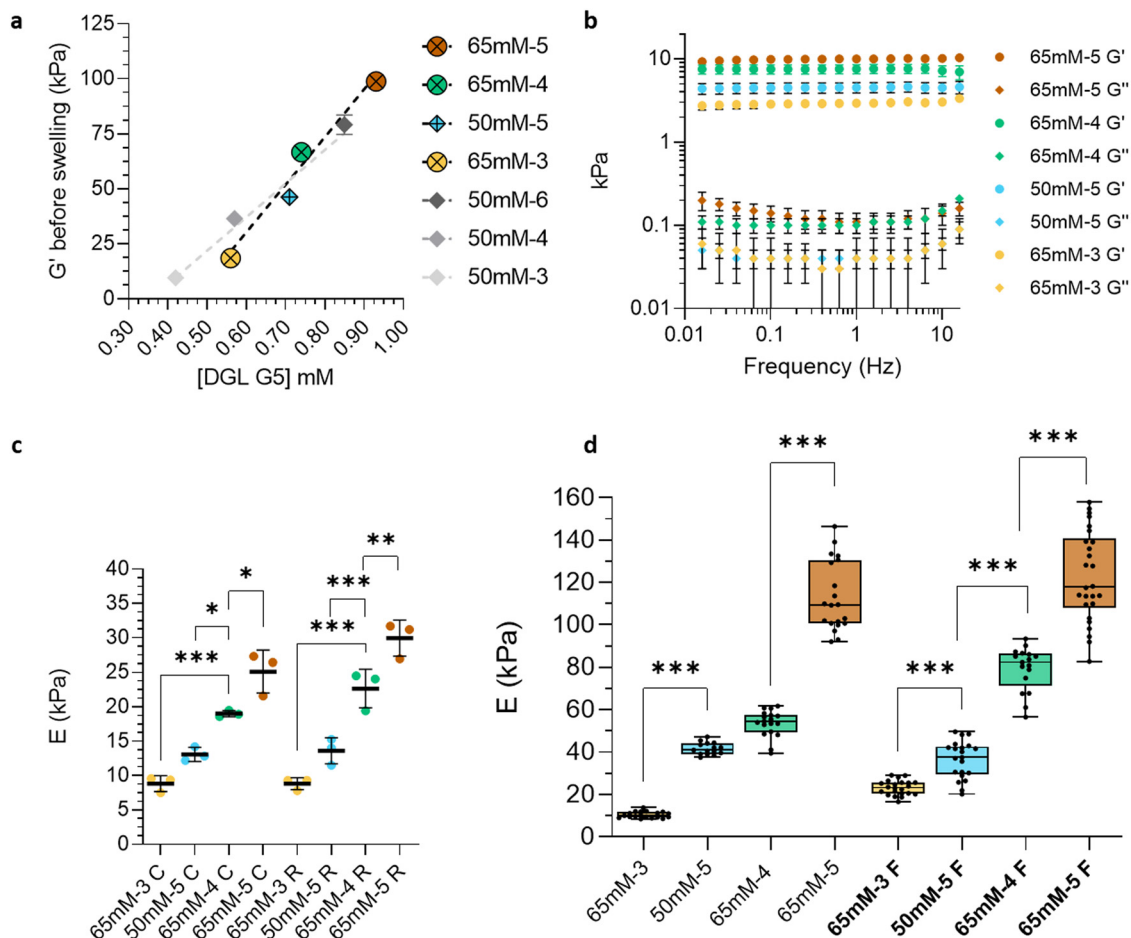 a
G' before swelling (kPa)
125
100
75
50
25
0
0.30 0.40 0.50 0.60 0.70 0.80 0.90 1.00
[DGL G5] mM
65mM-5
65mM-4
50mM-5
65mM-3
50mM-6
50mM-4
50mM-3
b
kPa
10
1
0.1
0.01
0.01 0.1 1 10
Frequency (Hz)
65mM-5 G'
65mM-5 G"
65mM-4 G'
65mM-4 G"
50mM-5 G'
50mM-5 G"
65mM-3 G'
65mM-3 G"
c
E (kPa)
40
35
30
25
20
15
10
5
0
**
* ***
* ***
***
65mM-3 C 50mM-5 C 65mM-4 C 65mM-5 C 65mM-3 R 50mM-5 R 65mM-4 R 65mM-5 R
d
E (kPa)
160
140
120
100
80
60
40
20
0
***
***
***
*** ***
65mM-3 50mM-5 65mM-4 65mM-5 65mM-3 F 50mM-5 F 65mM-4 F 65mM-5 F